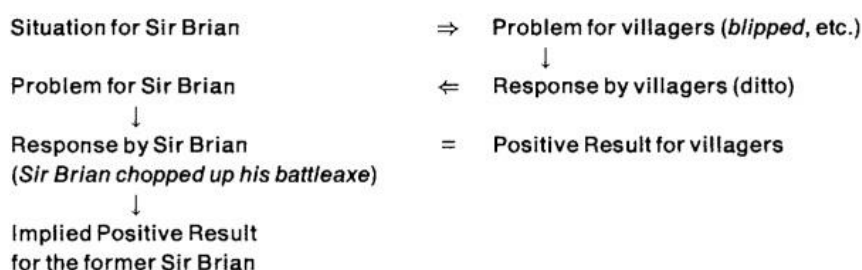 Situation for Sir Brian ⇒ Problem for villagers (blipped, etc.)
↓
Problem for Sir Brian ⇐ Response by villagers (ditto)
↓
Response by Sir Brian = Positive Result for villagers
(Sir Brian chopped up his battleaxe)
↓
Implied Positive Result
for the former Sir Brian